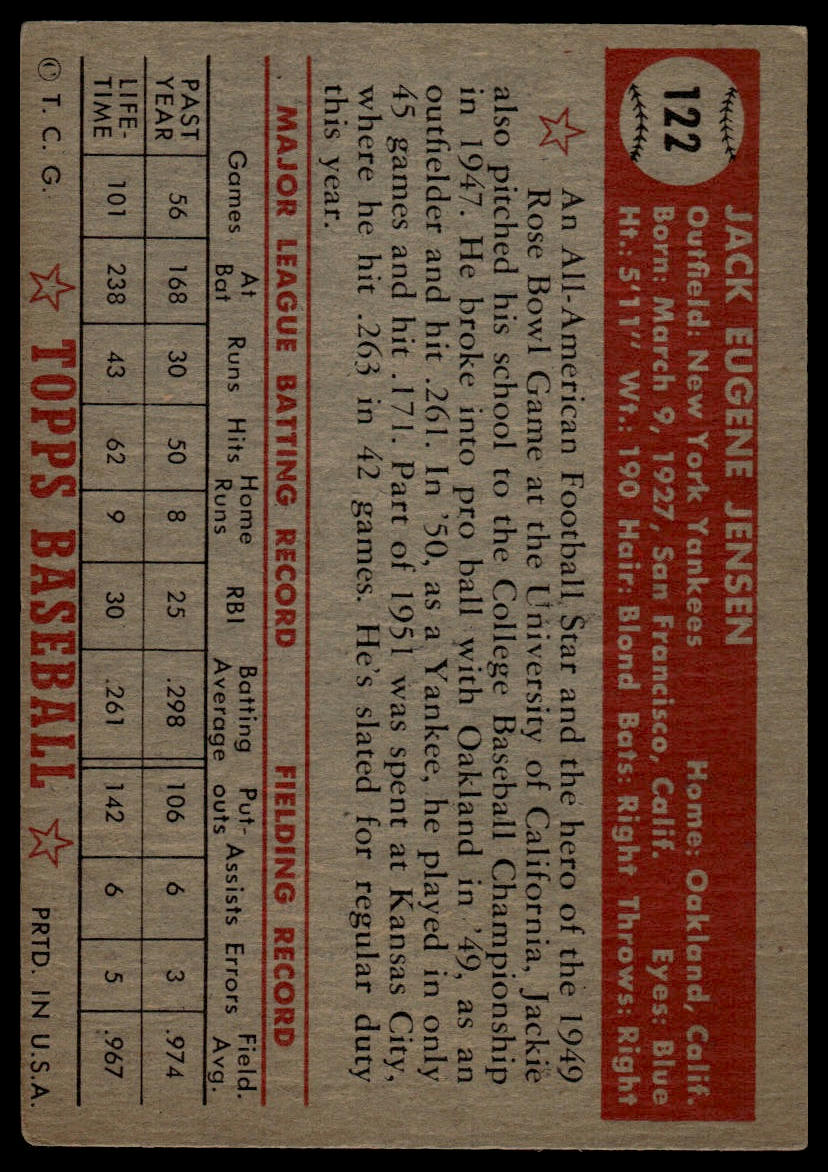 122
JACK EUGENE JENSEN
Outfield: New York Yankees Home: Oakland, Calif.
Born: March 9, 1927, San Francisco, Calif. Eyes: Blue
Ht.: 5'11" Wt.: 190 Hair: Blond Bats: Right Throws: Right
An All-American Football Star and the hero of the 1949
Rose Bowl Game at the University of California, Jackie
also pitched his school to the College Baseball Championship
in 1947. He broke into pro ball with Oakland in '49, as an
outfielder and hit .261. In '50, as a Yankee, he played in only
45 games and hit .171. Part of 1951 was spent at Kansas City,
where he hit .263 in 42 games. He's slated for regular duty
this year.
MAJOR LEAGUE BATTING RECORD FIELDING RECORD
Games At Bat Runs Hits Home Runs RBI Batting Average Put-outs Assists Errors Field. Avg.
PAST YEAR 56 168 30 50 8 25 .298 106 6 3 .974
LIFE-TIME 101 238 43 62 9 30 .261 142 6 5 .967
© T. C. G. TOPPS BASEBALL PRTD. IN U.S.A.